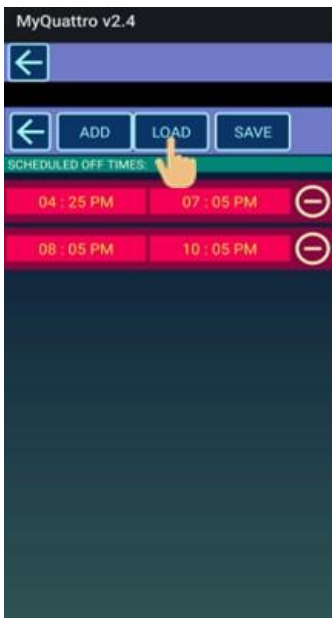 MyQuattro v2.4
ADD LOAD SAVE
SCHEDULED OFF TIMES:
04 : 25 PM 07 : 05 PM
08 : 05 PM 10 : 05 PM